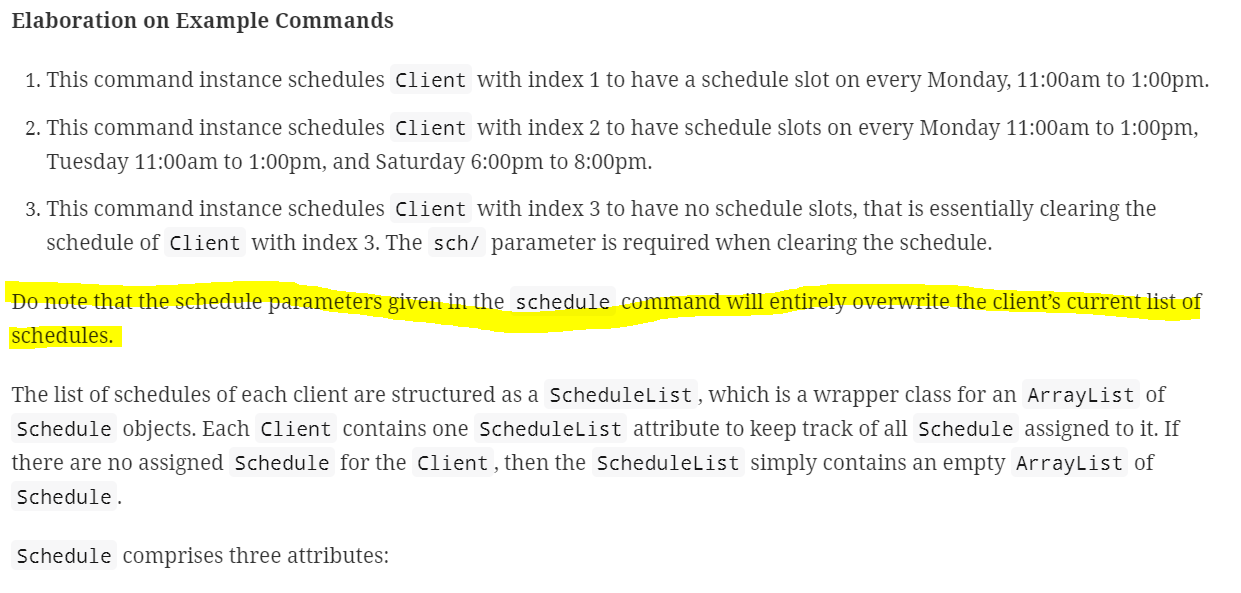 Elaboration on Example Commands
1. This command instance schedules Client with index 1 to have a schedule slot on every Monday, 11:00am to 1:00pm.
2. This command instance schedules Client with index 2 to have schedule slots on every Monday 11:00am to 1:00pm,
Tuesday 11:00am to 1:00pm, and Saturday 6:00pm to 8:00pm.
3. This command instance schedules Client with index 3 to have no schedule slots, that is essentially clearing the
schedule of Client with index 3. The sch/ parameter is required when clearing the schedule.
Do note that the schedule parameters given in the schedule command will entirely overwrite the client’s current list of
schedules.
The list of schedules of each client are structured as a ScheduleList, which is a wrapper class for an ArrayList of
Schedule objects. Each Client contains one ScheduleList attribute to keep track of all Schedule assigned to it. If
there are no assigned Schedule for the Client, then the ScheduleList simply contains an empty ArrayList of
Schedule.
Schedule comprises three attributes: